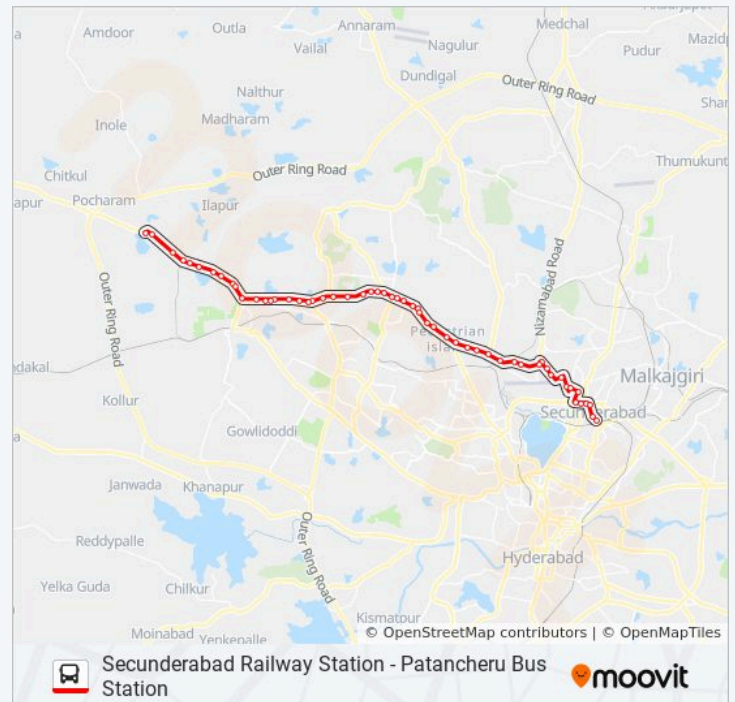 Amdoor
Outla
Annaram
Medchal
Vailal
Nagulur
Pudur
Dundigal
Outer Ring Road
Nalthur
Inole
Madharam
Thumukunt
Chitkul
Outer Ring Road
apur
Pocharam
Ilapur
Nizamabad Road
Outer Ring Road
Malkajgiri
Kollur
Secunderabad
Gowlidoddi
Janwada
Khanapur
Outer Ring Road
Reddypalle
Hyderabad
Yelka Guda
Chilkur
Kismatpur
Moinabad
Yenkepalle
© OpenStreetMap contributors | © OpenMapTiles
Secunderabad Railway Station - Patancheru Bus
Station
moovit